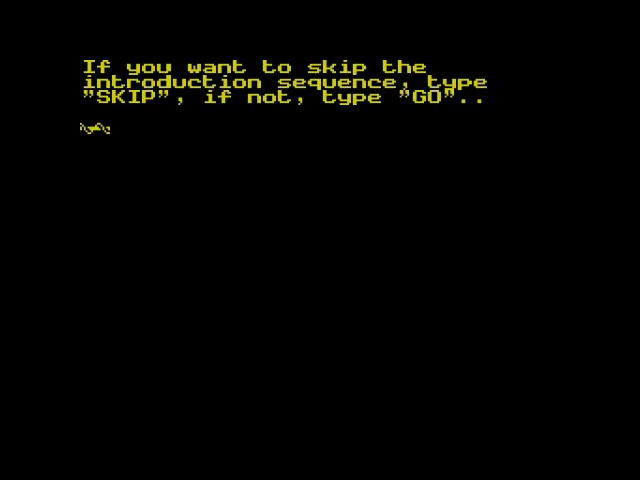 If you want to skip the
introduction sequence, type
"SKIP", if not, type "GO"..